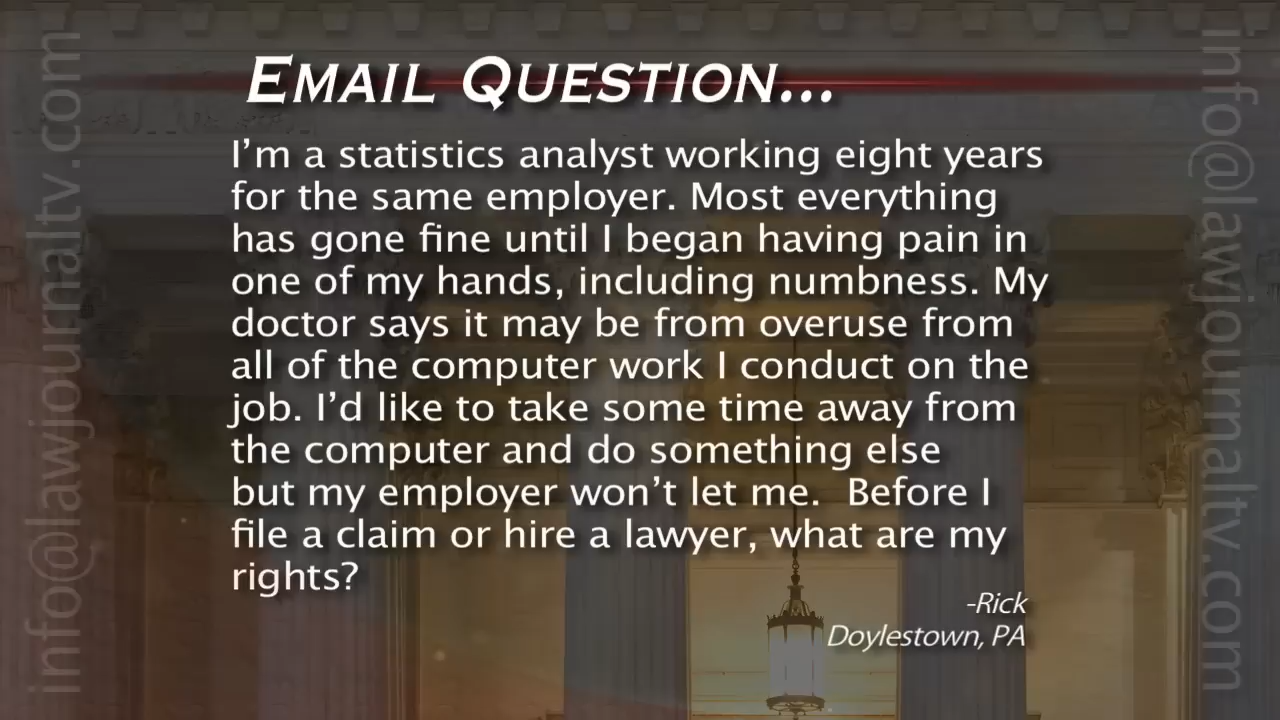 EMAIL QUESTION...
I'm a statistics analyst working eight years
for the same employer. Most everything
has gone fine until I began having pain in
one of my hands, including numbness. My
doctor says it may be from overuse from
all of the computer work I conduct on the
job. I'd like to take some time away from
the computer and do something else
but my employer won't let me.  Before I
file a claim or hire a lawyer, what are my
rights?
-Rick
Doylestown, PA
info@lawjournaltv.com
info@lawjournaltv.com